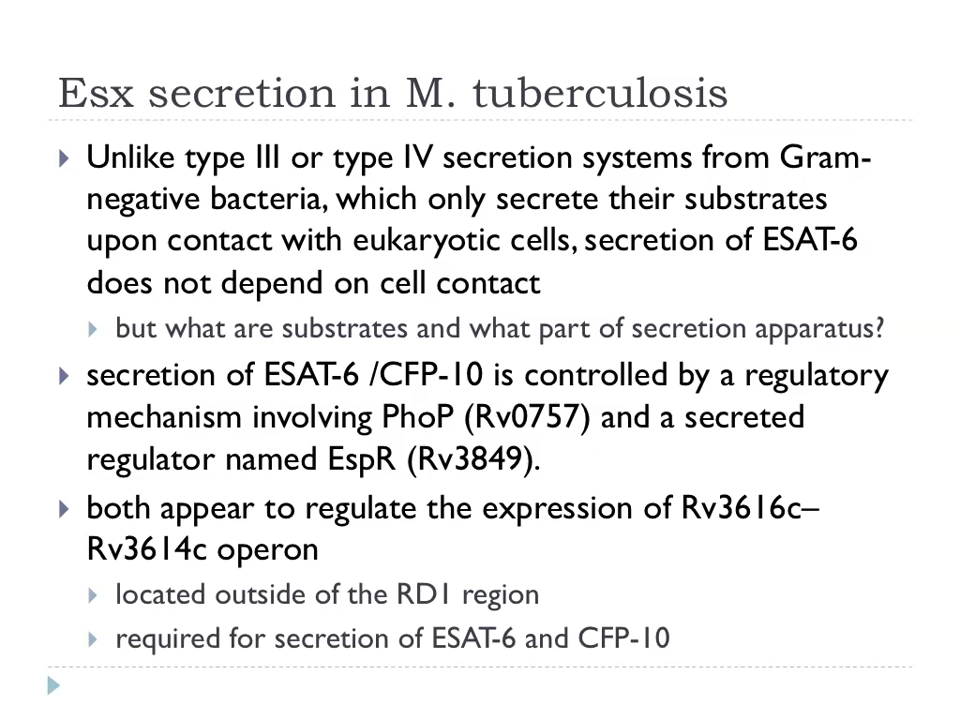 Esx secretion in M. tuberculosis
Unlike type III or type IV secretion systems from Gram-
negative bacteria, which only secrete their substrates
upon contact with eukaryotic cells, secretion of ESAT-6
does not depend on cell contact
but what are substrates and what part of secretion apparatus?
secretion of ESAT-6 /CFP-10 is controlled by a regulatory
mechanism involving PhoP (Rv0757) and a secreted
regulator named EspR (Rv3849).
both appear to regulate the expression of Rv3616c–
Rv3614c operon
located outside of the RD1 region
required for secretion of ESAT-6 and CFP-10